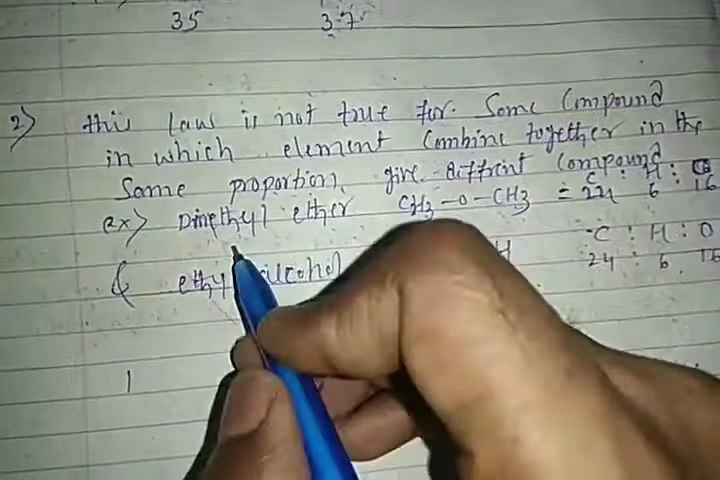 35 37
2) this law is not true for some compound
in which element combine together in the
same proportion, give different compound
C : H : O
ex> Dimethyl ether CH3-O-CH3 = 24 6 : 16
C : H : O
& ethyl alcohol H 24 : 6 . 16
1